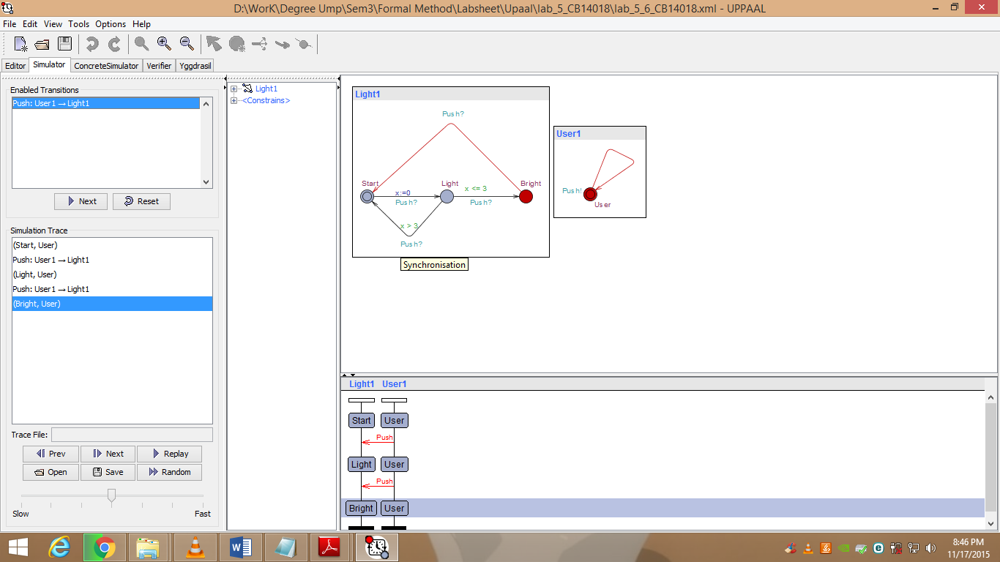 D:\WorK\Degree Ump\Sem3\Formal Method\Labsheet\Upaal\lab_5_CB14018\lab_5_6_CB14018.xml - UPPAAL
File Edit View Tools Options Help
Editor Simulator ConcreteSimulator Verifier Yggdrasil
Enabled Transitions
Push: User1 → Light1
Next Reset
Simulation Trace
(Start, User)
Push: User1 → Light1
(Light, User)
Push: User1 → Light1
(Bright, User)
Trace File:
Prev Next Replay
Open Save Random
Slow Fast
Light1
<Constrains>
Light1
Push?
Start Light Bright
x:=0 x <= 3
Push? Push?
x > 3
Push?
Synchronisation
User1
Push!
User
Light1 User1
Start User
Push
Light User
Push
Bright User
8:46 PM
11/17/2015